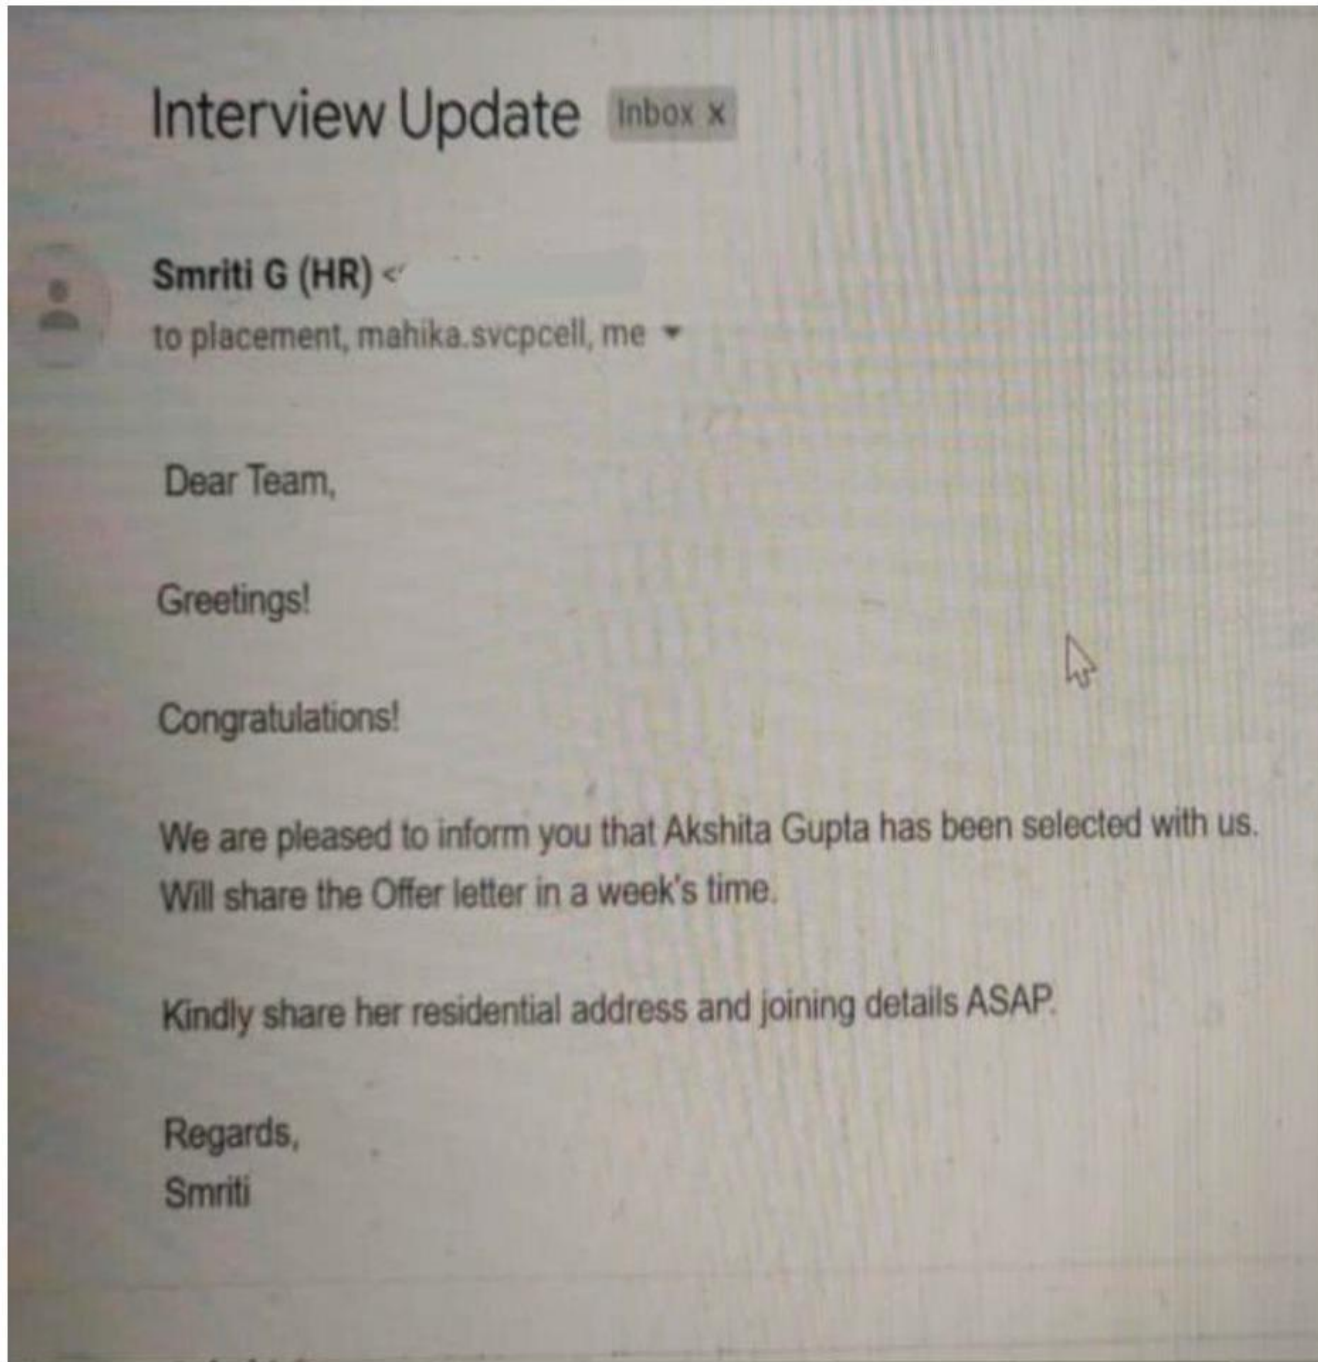 Interview Update Inbox x
Smriti G (HR) <
to placement, mahika.svcpcell, me
Dear Team,
Greetings!
Congratulations!
We are pleased to inform you that Akshita Gupta has been selected with us.
Will share the Offer letter in a week's time.
Kindly share her residential address and joining details ASAP.
Regards,
Smriti